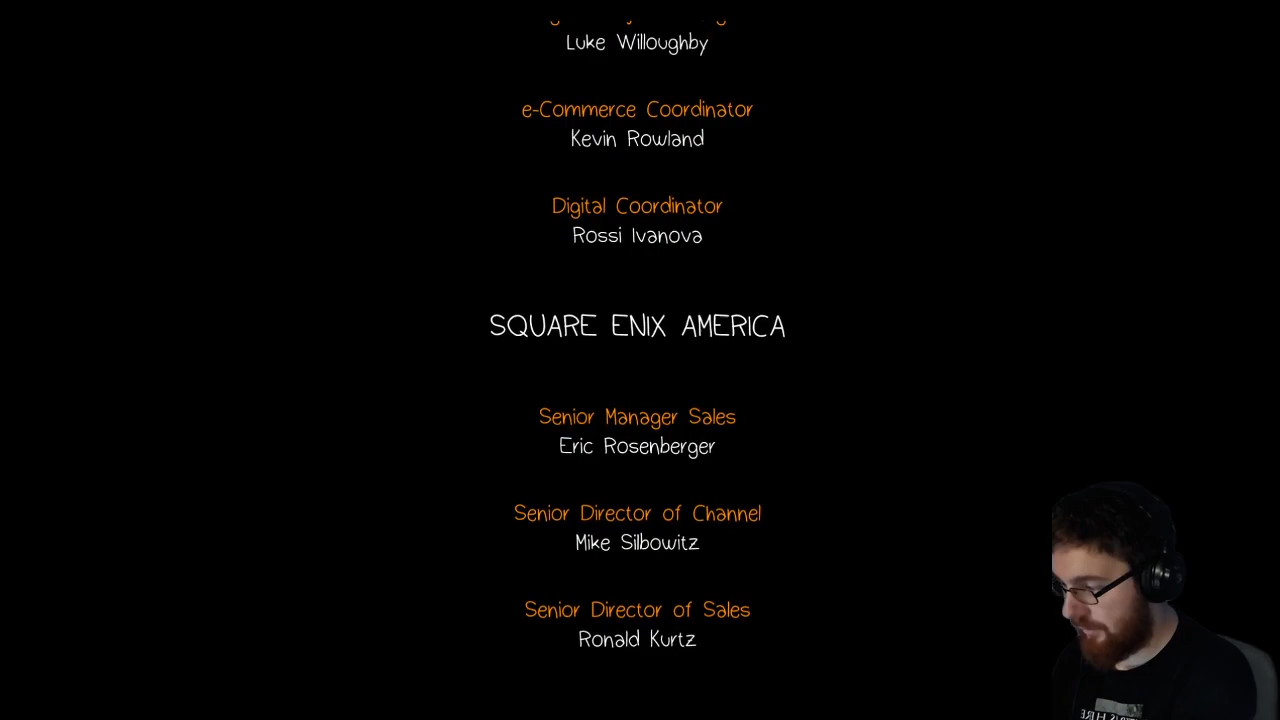 Luke Willoughby
e-Commerce Coordinator
Kevin Rowland
Digital Coordinator
Rossi Ivanova
SQUARE ENIX AMERICA
Senior Manager Sales
Eric Rosenberger
Senior Director of Channel
Mike Silbowitz
Senior Director of Sales
Ronald Kurtz